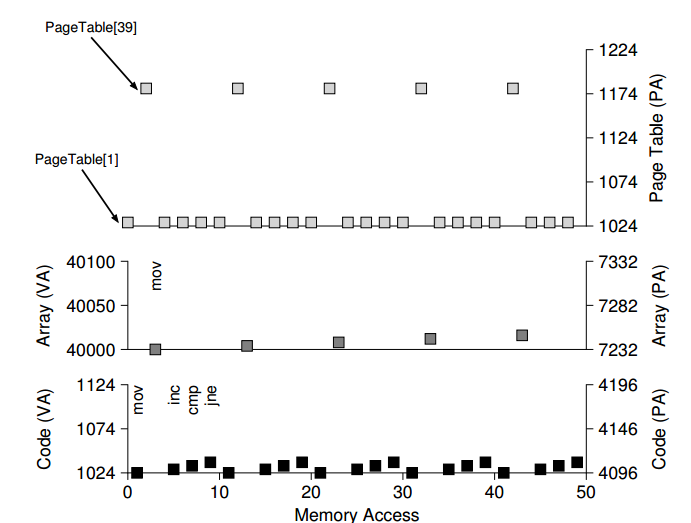 PageTable[39]
PageTable[1]
1224
1174
1124
1074
1024
Page Table (PA)
40100
40050
40000
Array (VA)
mov
7332
7282
7232
Array (PA)
1124
1074
1024
Code (VA)
mov
inc
cmp
jne
4196
4146
4096
Code (PA)
0 10 20 30 40 50
Memory Access